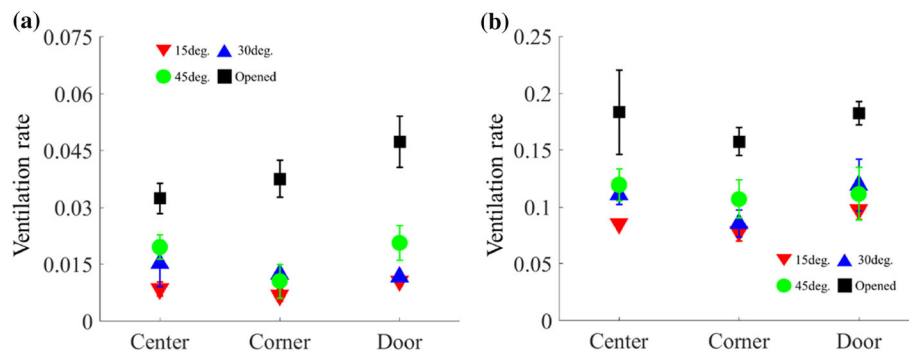 (a)
Ventilation rate
0.075
0.06
0.045
0.03
0.015
0
15deg. 30deg.
45deg. Opened
Center Corner Door
(b)
Ventilation rate
0.25
0.2
0.15
0.1
0.05
0
15deg. 30deg.
45deg. Opened
Center Corner Door